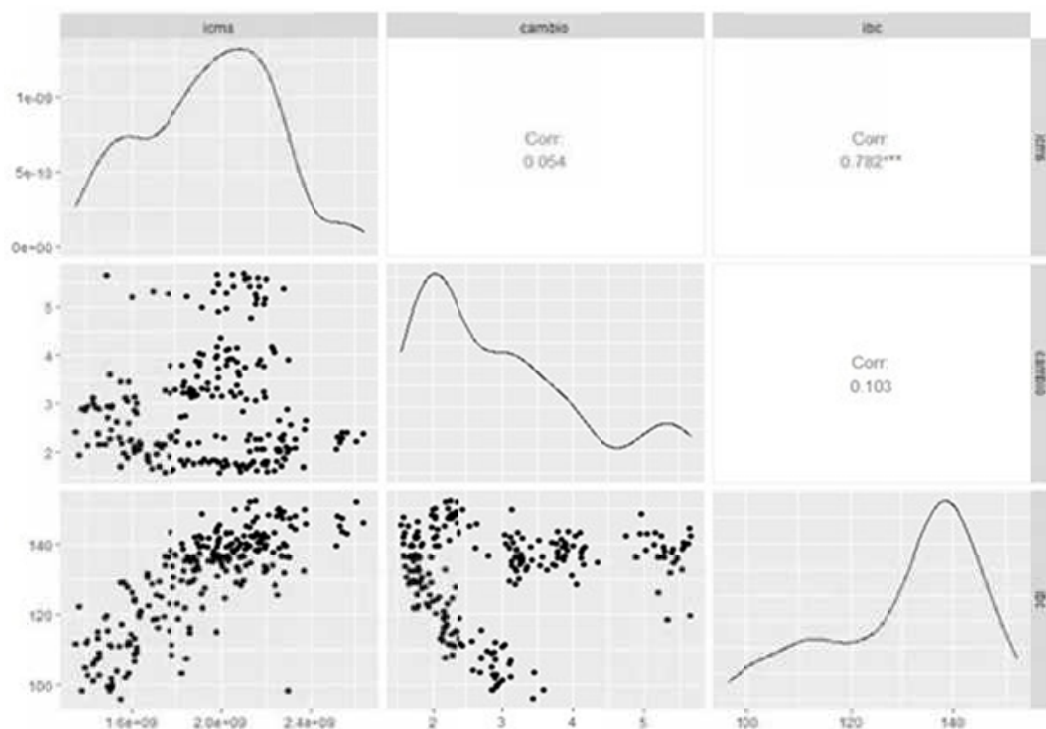 icms cambio ibc
1e-09
5e-10
0e+00
Corr:
0.054
Corr:
0.782***
icms
5
4
3
2
Corr:
0.103
cambio
140
120
100
ibc
1.6e+09 2.0e+09 2.4e+09
2 3 4 5
100 120 140